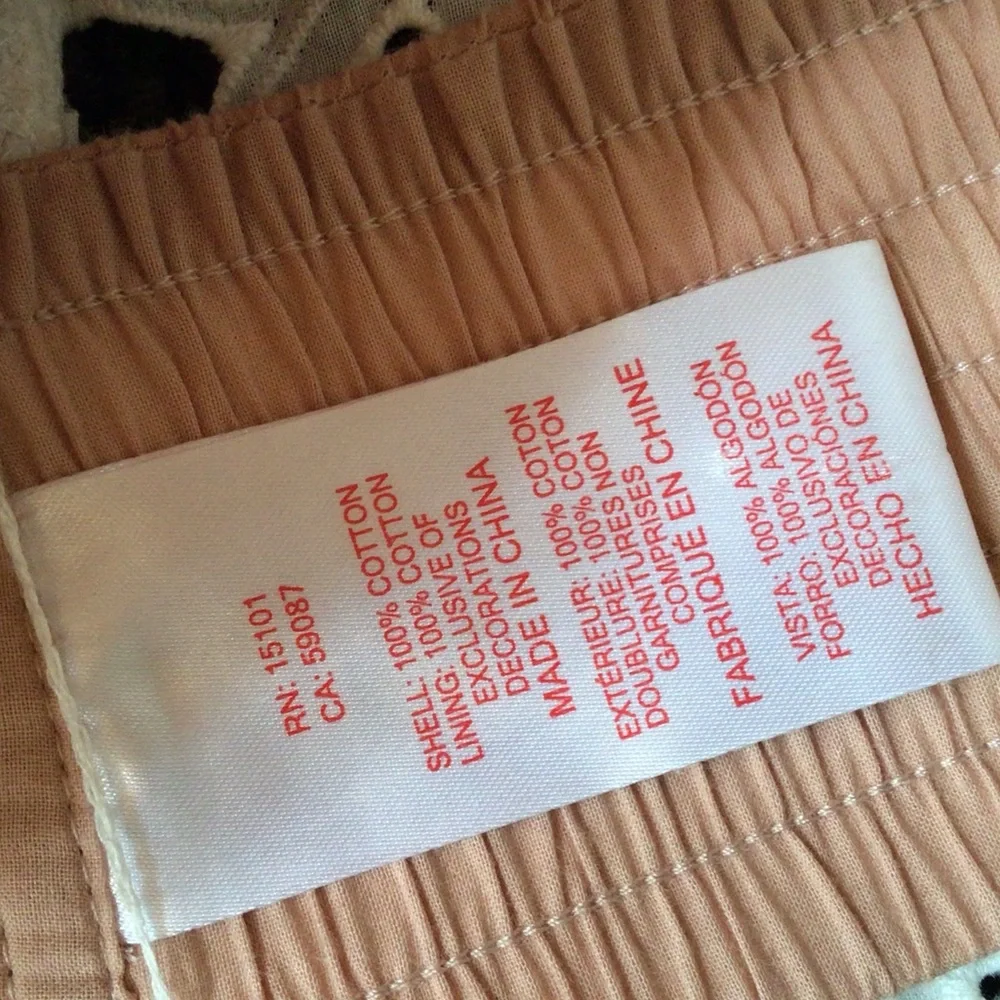 RN: 15101
CA: 59087
SHELL: 100% COTTON
LINING: 100% COTTON
EXCLUSIVE OF
DECORATIONS
MADE IN CHINA
EXTÉRIEUR: 100% COTON
DOUBLURE: 100% COTON
GARNITURES NON
COMPRISES
FABRIQUÉ EN CHINE
VISTA: 100% ALGODÓN
FORRO: 100% ALGODÓN
EXCLUSIVO DE
DECORACIÓNES
HECHO EN CHINA